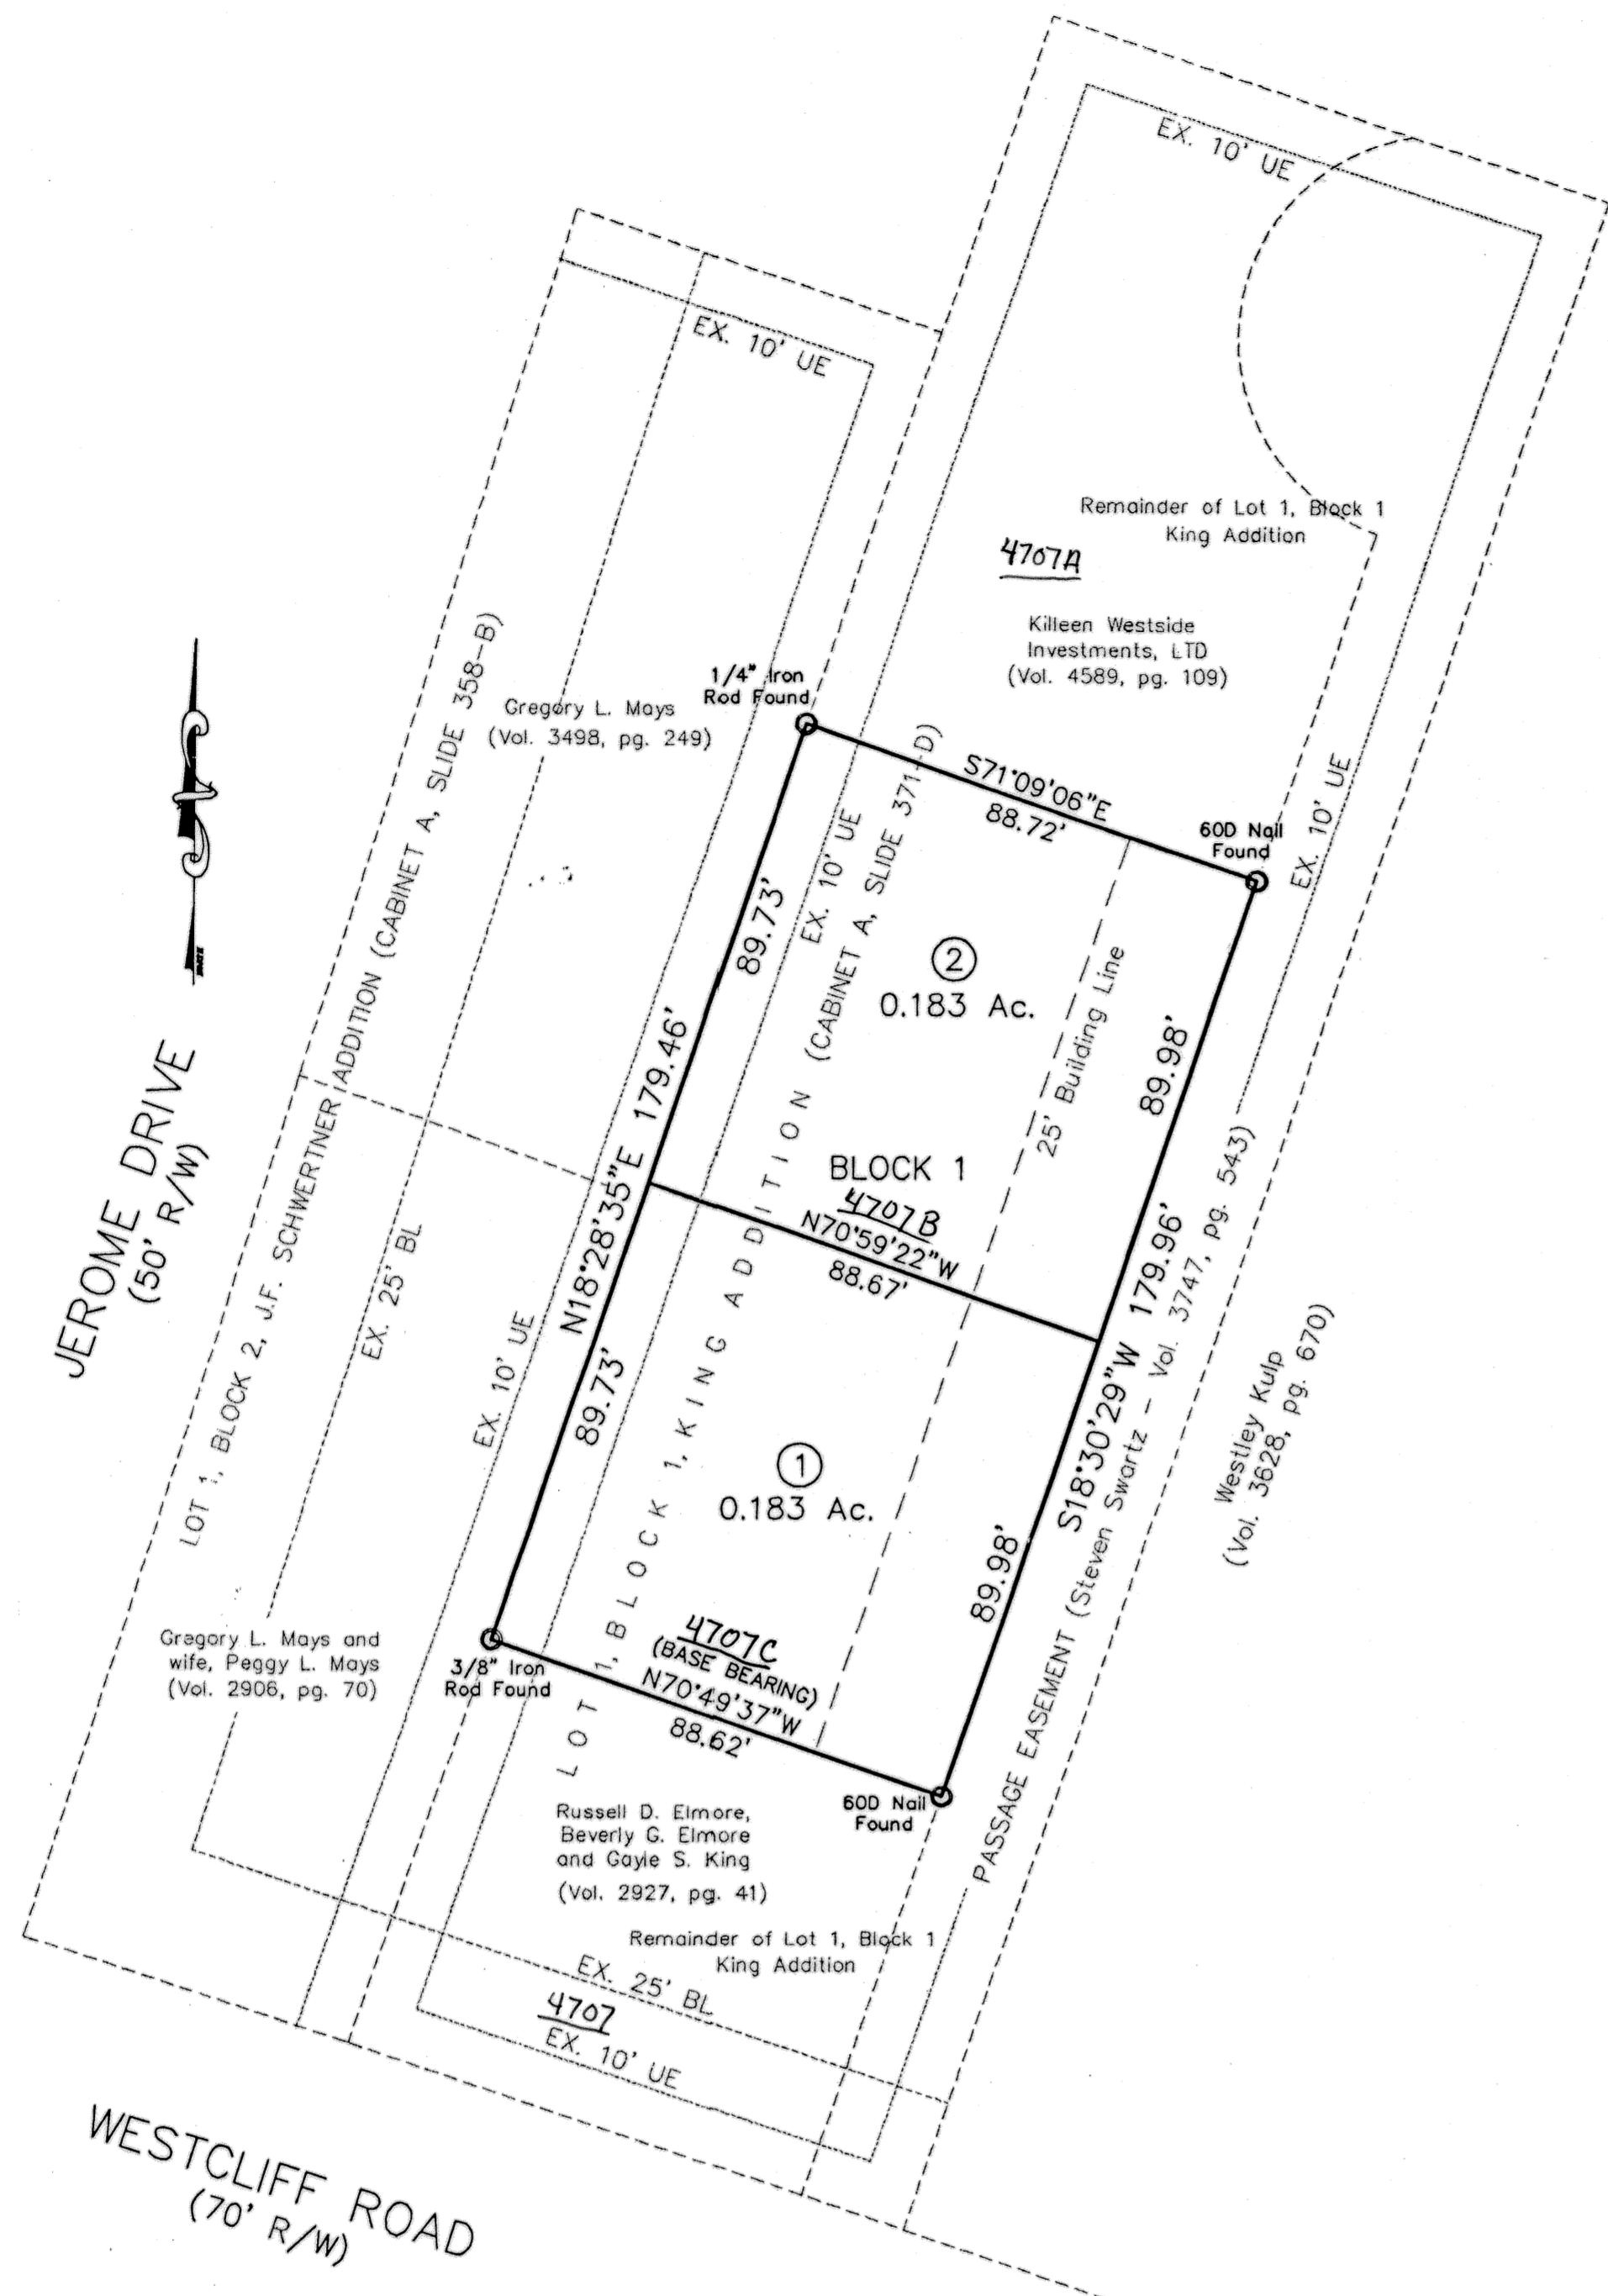 EX. 10' UE
EX. 10' UE
Remainder of Lot 1, Block 1
King Addition
4707A
Killeen Westside
Investments, LTD
(Vol. 4589, pg. 109)
1/4" Iron
Rod Found
Gregory L. Mays
(Vol. 3498, pg. 249)
S71°09'06"E
88.72'
60D Nail
Found
EX. 10' UE
EX. 10' UE
89.73'
2
0.183 Ac.
25' Building Line
89.98'
N18°28'35"E 179.46'
BLOCK 1
4707B
N70°59'22"W
88.67'
JEROME DRIVE
(50' R/W)
LOT 1, BLOCK 2, J.F. SCHWERTNER ADDITION (CABINET A, SLIDE 358-B)
EX. 25' BL
EX. 10' UE
89.73'
LOT 1, BLOCK 1, KING ADDITION (CABINET A, SLIDE 371-D)
1
0.183 Ac.
89.98'
S18°30'29"W 179.96'
PASSAGE EASEMENT (Steven Swartz - Vol. 3747, pg. 543)
Westley Kulp
(Vol. 3628, pg. 670)
Gregory L. Mays and
wife, Peggy L. Mays
(Vol. 2906, pg. 70)
3/8" Iron
Rod Found
4707C
(BASE BEARING)
N70°49'37"W
88.62'
60D Nail
Found
Russell D. Elmore,
Beverly G. Elmore
and Gayle S. King
(Vol. 2927, pg. 41)
Remainder of Lot 1, Block 1
King Addition
EX. 25' BL
4707
EX. 10' UE
WESTCLIFF ROAD
(70' R/W)